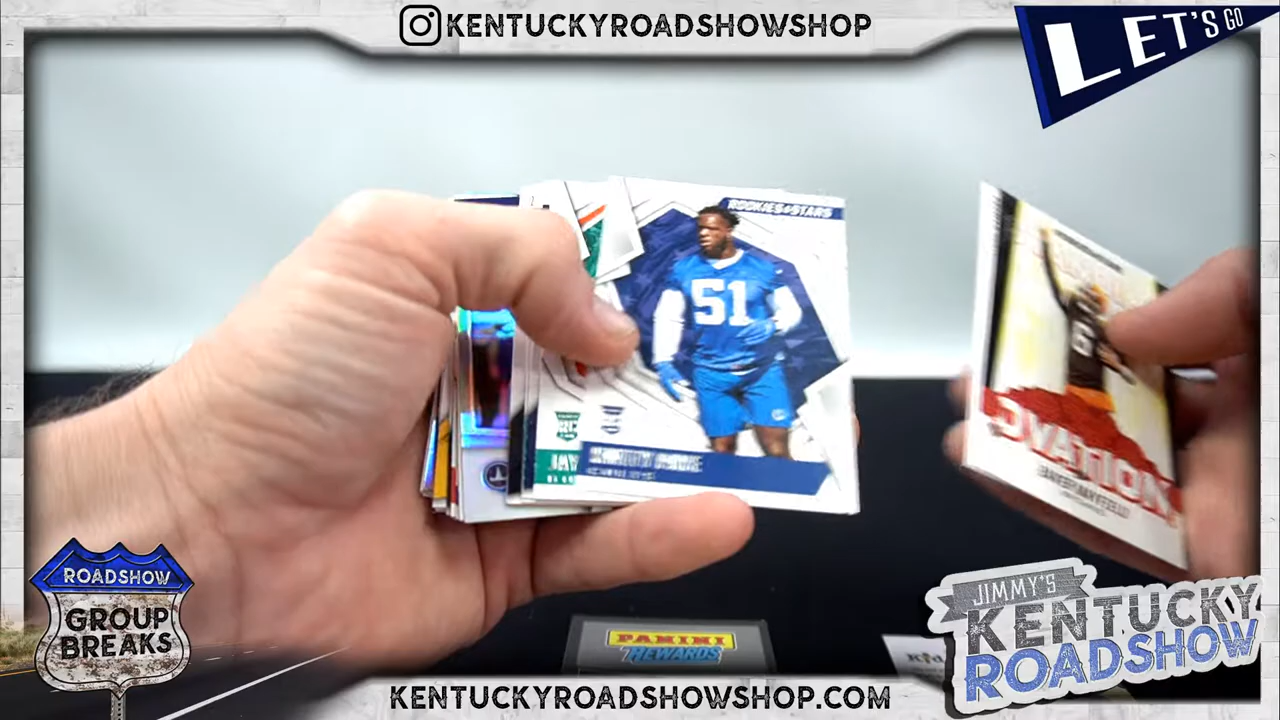 KENTUCKYROADSHOWSHOP
LET'S GO
ROOKIES & STARS
51
OVATION
BAKER MAYFIELD
ROADSHOW
GROUP
BREAKS
PANINI
REWARDS
JIMMY'S
KENTUCKY
ROADSHOW
KENTUCKYROADSHOWSHOP.COM